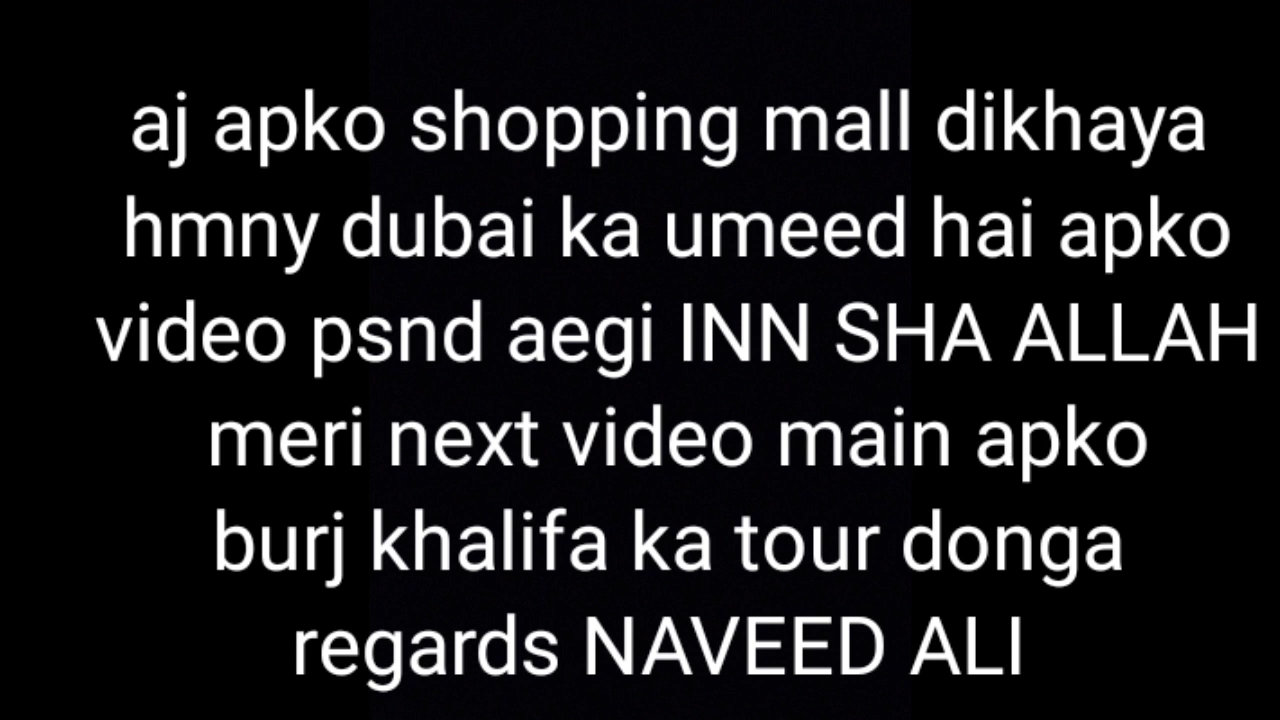 aj apko shopping mall dikhaya
hmny dubai ka umeed hai apko
video psnd aegi INN SHA ALLAH
meri next video main apko
burj khalifa ka tour donga
regards NAVEED ALI